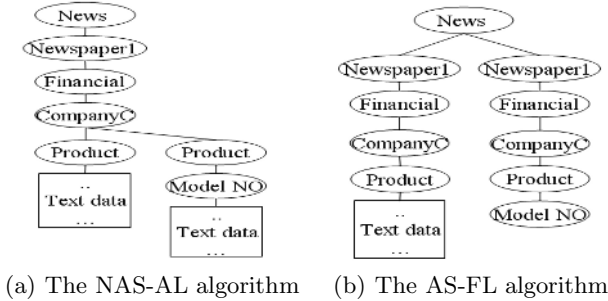 News
Newspaper1
Financial
CompanyC
Product
..
Text data
...
Product
Model NO
..
Text data
...
(a) The NAS-AL algorithm
News
Newspaper1
Financial
CompanyC
Product
..
Text data
...
Newspaper1
Financial
CompanyC
Product
Model NO
(b) The AS-FL algorithm